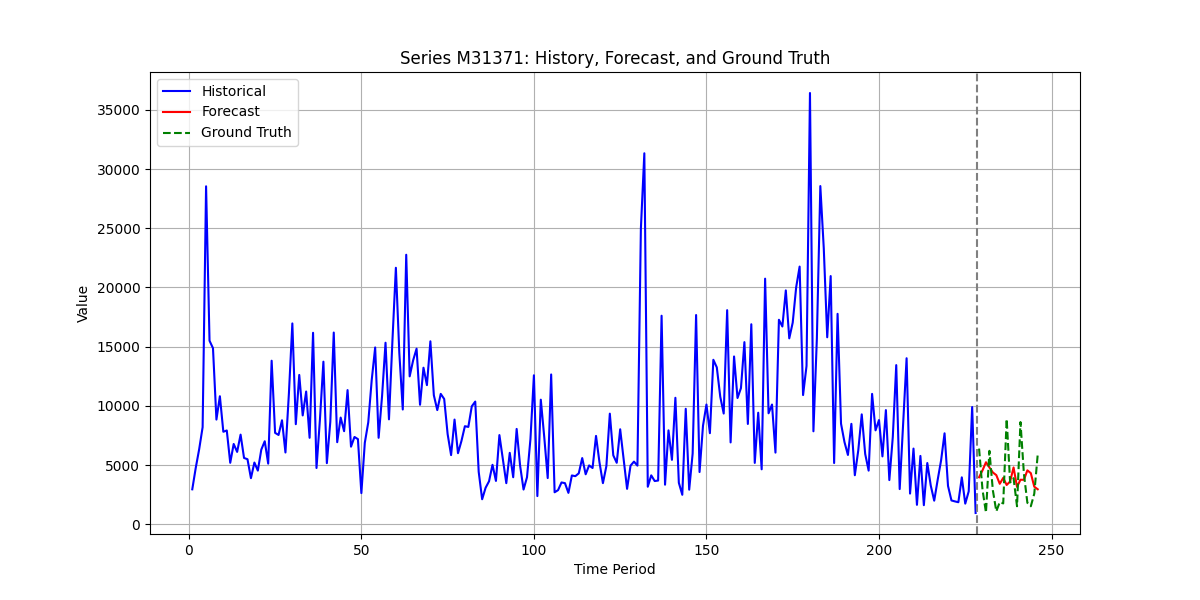 Series M31371: History, Forecast, and Ground Truth
Historical
Forecast
Ground Truth
35000
30000
25000
20000
15000
10000
5000
0
Value
0 50 100 150 200 250
Time Period